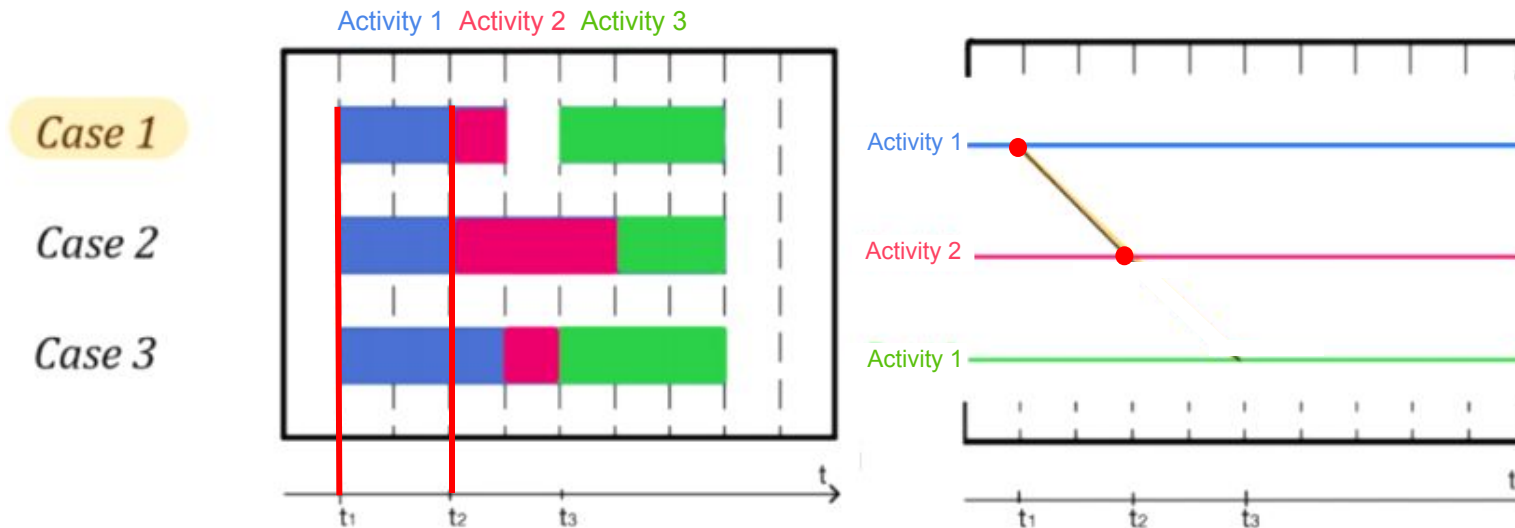 Activity 1 Activity 2 Activity 3
Case 1
Case 2
Case 3
t
t1
t2
t3
Activity 1
Activity 2
Activity 1
t
t1
t2
t3